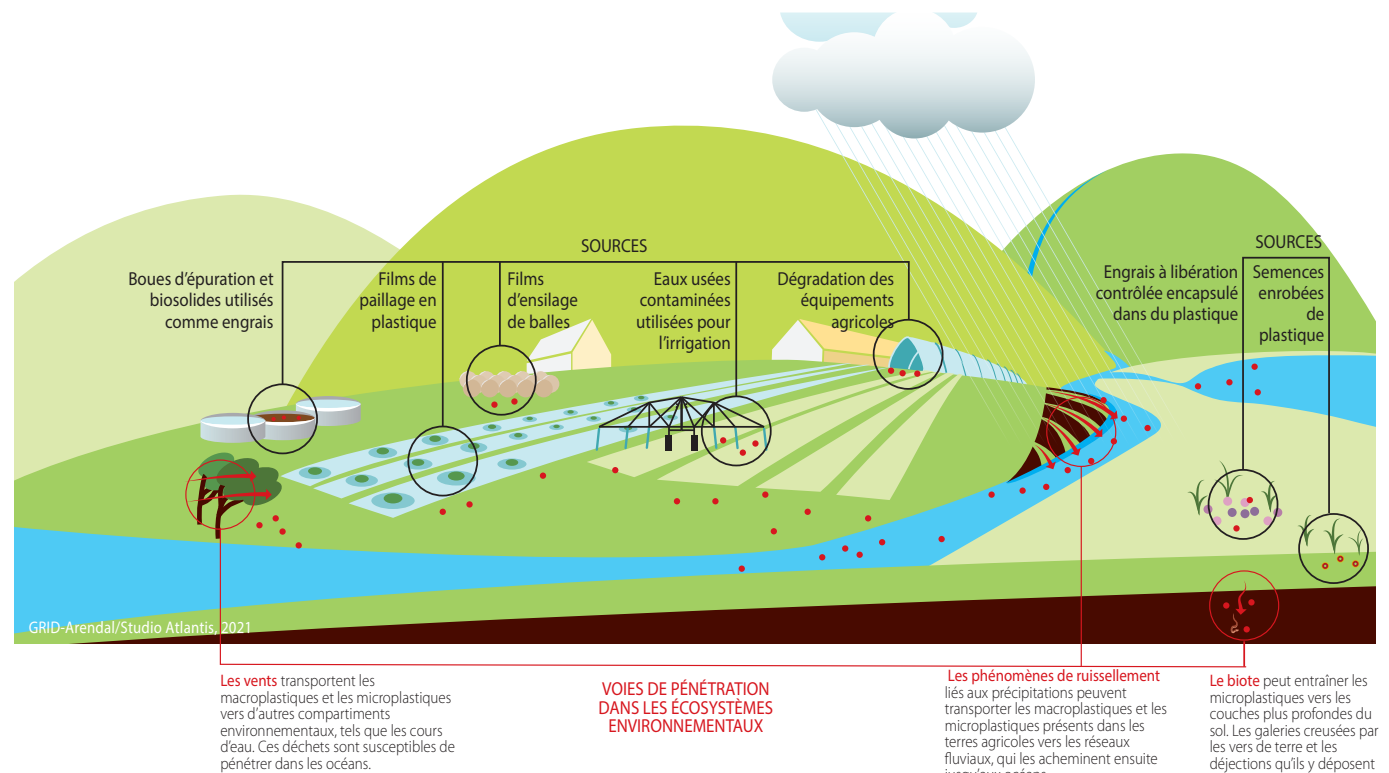 SOURCES
Boues d'épuration et
biosolides utilisés
comme engrais
Films de
paillage en
plastique
Films
d'ensilage
de balles
Eaux usées
contaminées
utilisées pour
l'irrigation
Dégradation des
équipements
agricoles
SOURCES
Engrais à libération
contrôlée encapsulé
dans du plastique
Semences
enrobées
de
plastique
GRID-Arendal/Studio Atlantis, 2021
Les vents transportent les
macroplastiques et les microplastiques
vers d'autres compartiments
environnementaux, tels que les cours
d'eau. Ces déchets sont susceptibles de
pénétrer dans les océans.
VOIES DE PÉNÉTRATION
DANS LES ÉCOSYSTÈMES
ENVIRONNEMENTAUX
Les phénomènes de ruissellement
liés aux précipitations peuvent
transporter les macroplastiques et les
microplastiques présents dans les
terres agricoles vers les réseaux
fluviaux, qui les acheminent ensuite
jusqu'aux océans.
Le biote peut entraîner les
microplastiques vers les
couches plus profondes du
sol. Les galeries creusées par
les vers de terre et les
déjections qu'ils y déposent